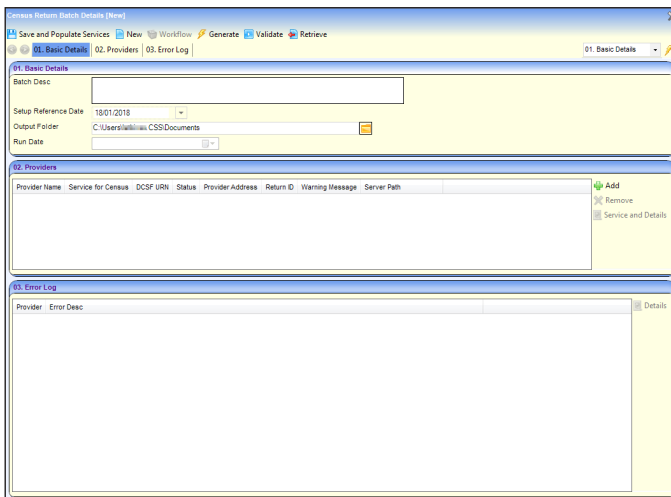 Census Return Batch Details [New]
Save and Populate Services New Workflow Generate Validate Retrieve
01. Basic Details 02. Providers 03. Error Log 01. Basic Details
01. Basic Details
Batch Desc
Setup Reference Date 18/01/2018
Output Folder C:\Users\ CSS\Documents
Run Date
02. Providers
Provider Name Service for Census DCSF URN Status Provider Address Return ID Warning Message Server Path
Add
Remove
Service and Details
03. Error Log
Provider Error Desc
Details